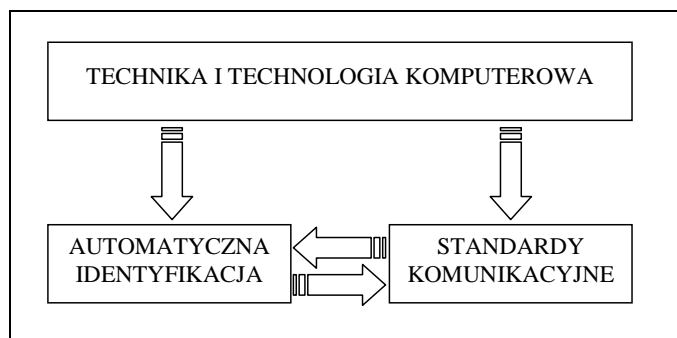 TECHNIKA I TECHNOLOGIA KOMPUTEROWA
AUTOMATYCZNA
IDENTYFIKACJA
STANDARDY
KOMUNIKACYJNE